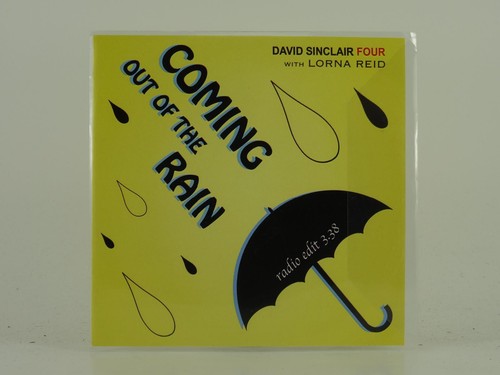 DAVID SINCLAIR FOUR
WITH LORNA REID
COMING
OUT OF THE
RAIN
radio edit 3-38